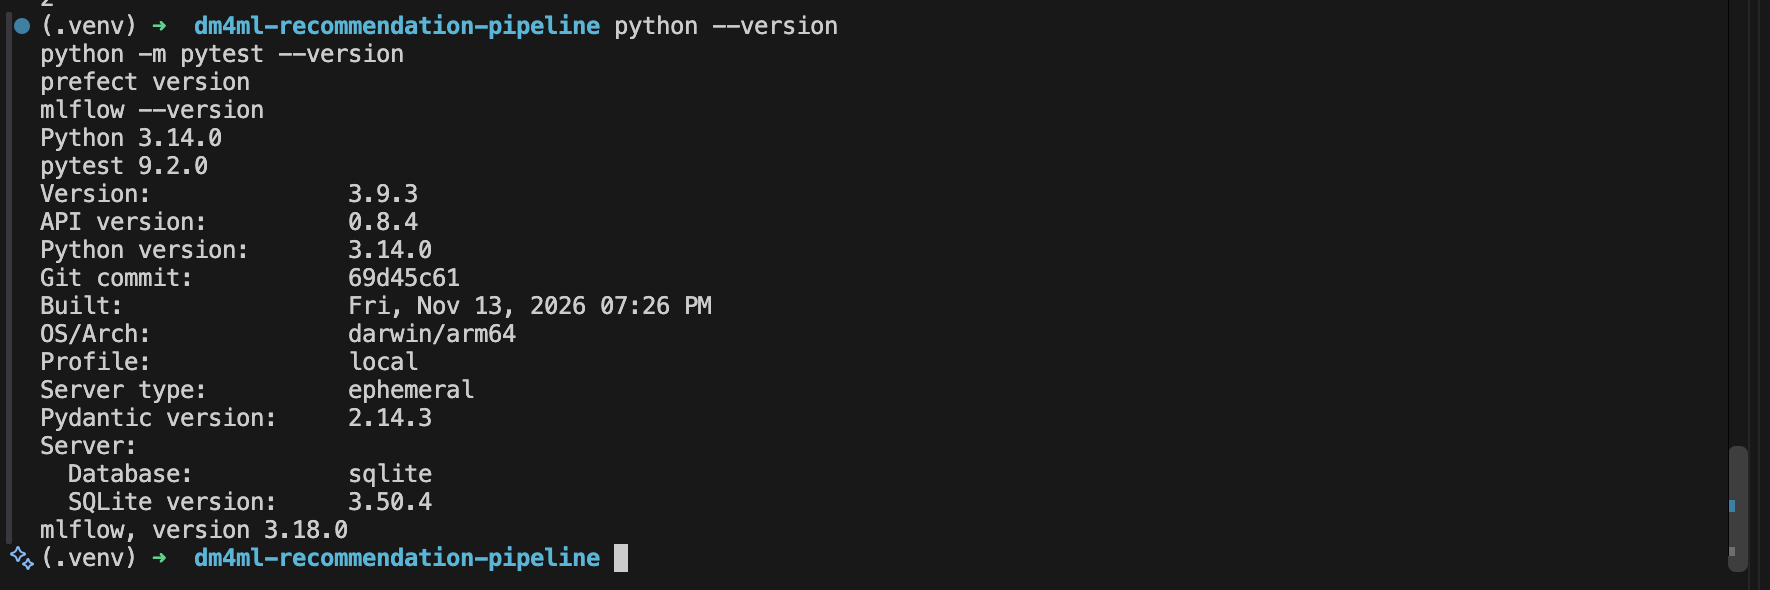 (.venv) ➜  dm4ml-recommendation-pipeline python --version
python -m pytest --version
prefect version
mlflow --version
Python 3.14.0
pytest 9.2.0
Version:              3.9.3
API version:          0.8.4
Python version:       3.14.0
Git commit:           69d45c61
Built:                Fri, Nov 13, 2026 07:26 PM
OS/Arch:              darwin/arm64
Profile:              local
Server type:          ephemeral
Pydantic version:     2.14.3
Server:
  Database:           sqlite
  SQLite version:     3.50.4
mlflow, version 3.18.0
(.venv) ➜  dm4ml-recommendation-pipeline